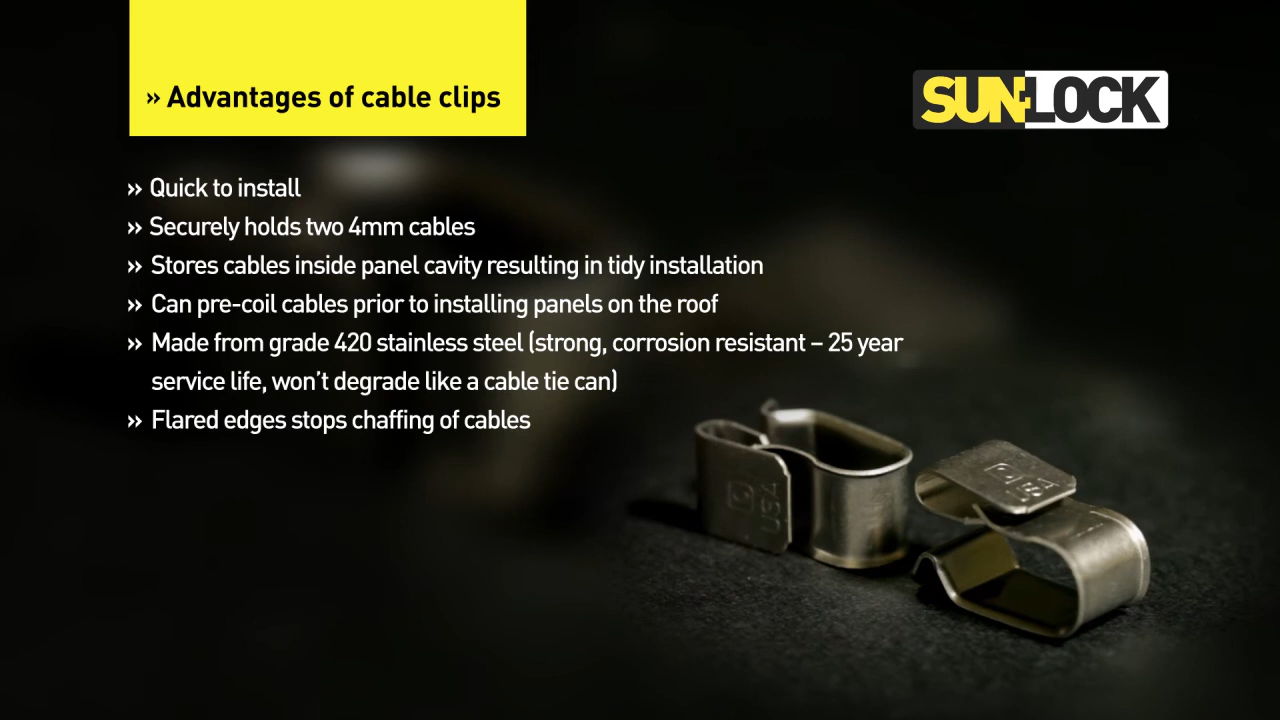 » Advantages of cable clips
SUNLOCK
» Quick to install
» Securely holds two 4mm cables
» Stores cables inside panel cavity resulting in tidy installation
» Can pre-coil cables prior to installing panels on the roof
» Made from grade 420 stainless steel (strong, corrosion resistant – 25 year
service life, won't degrade like a cable tie can)
» Flared edges stops chaffing of cables
USA
USA